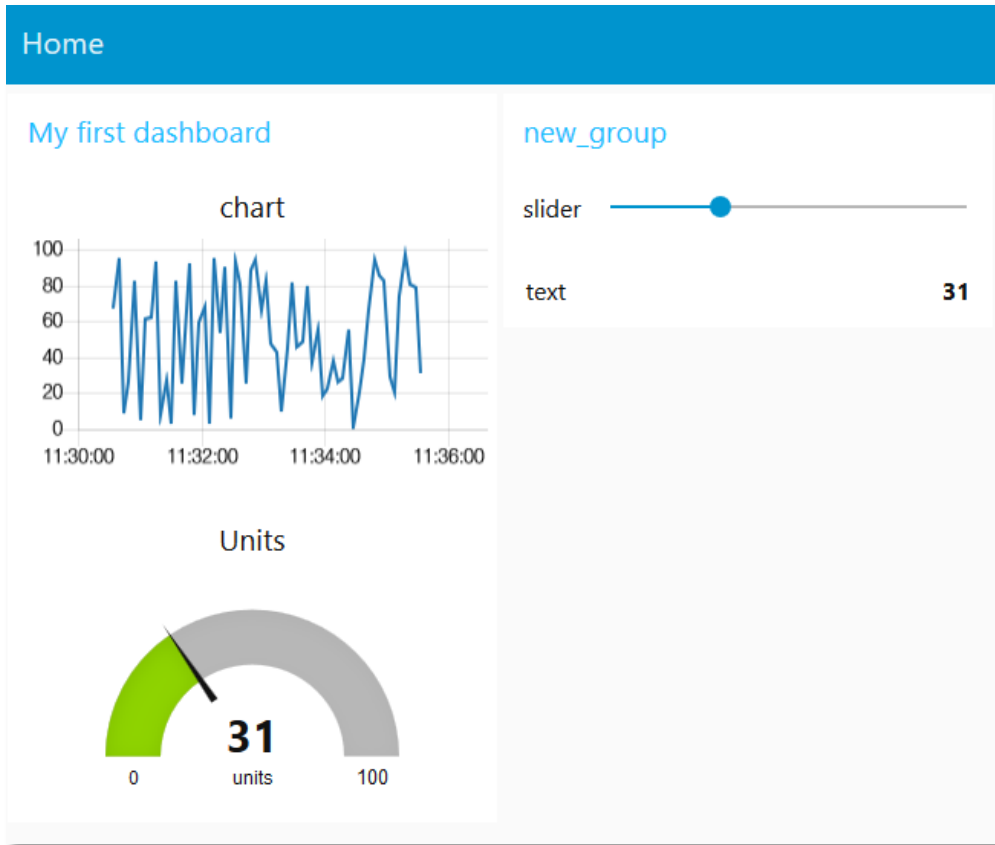 Home
My first dashboard
chart
100
80
60
40
20
0
11:30:00 11:32:00 11:34:00 11:36:00
Units
31
0 units 100
new_group
slider
text 31